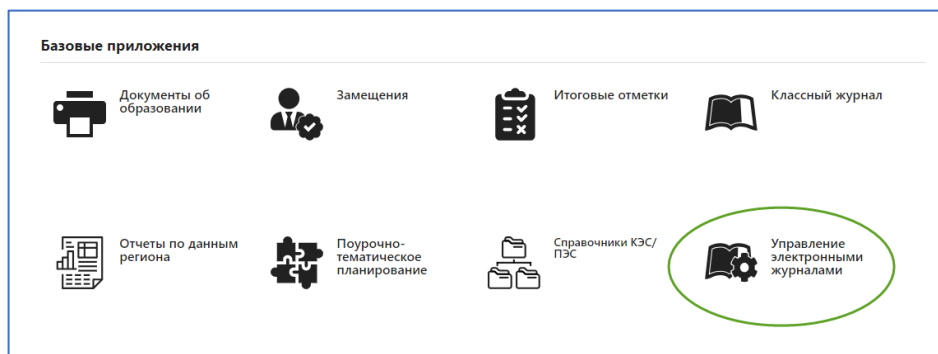 Базовые приложения
Документы об
образовании
Замещения
Итоговые отметки
Классный журнал
Отчеты по данным
региона
Поурочно-
тематическое
планирование
Справочники КЭС/
ПЭС
Управление
электронными
журналами